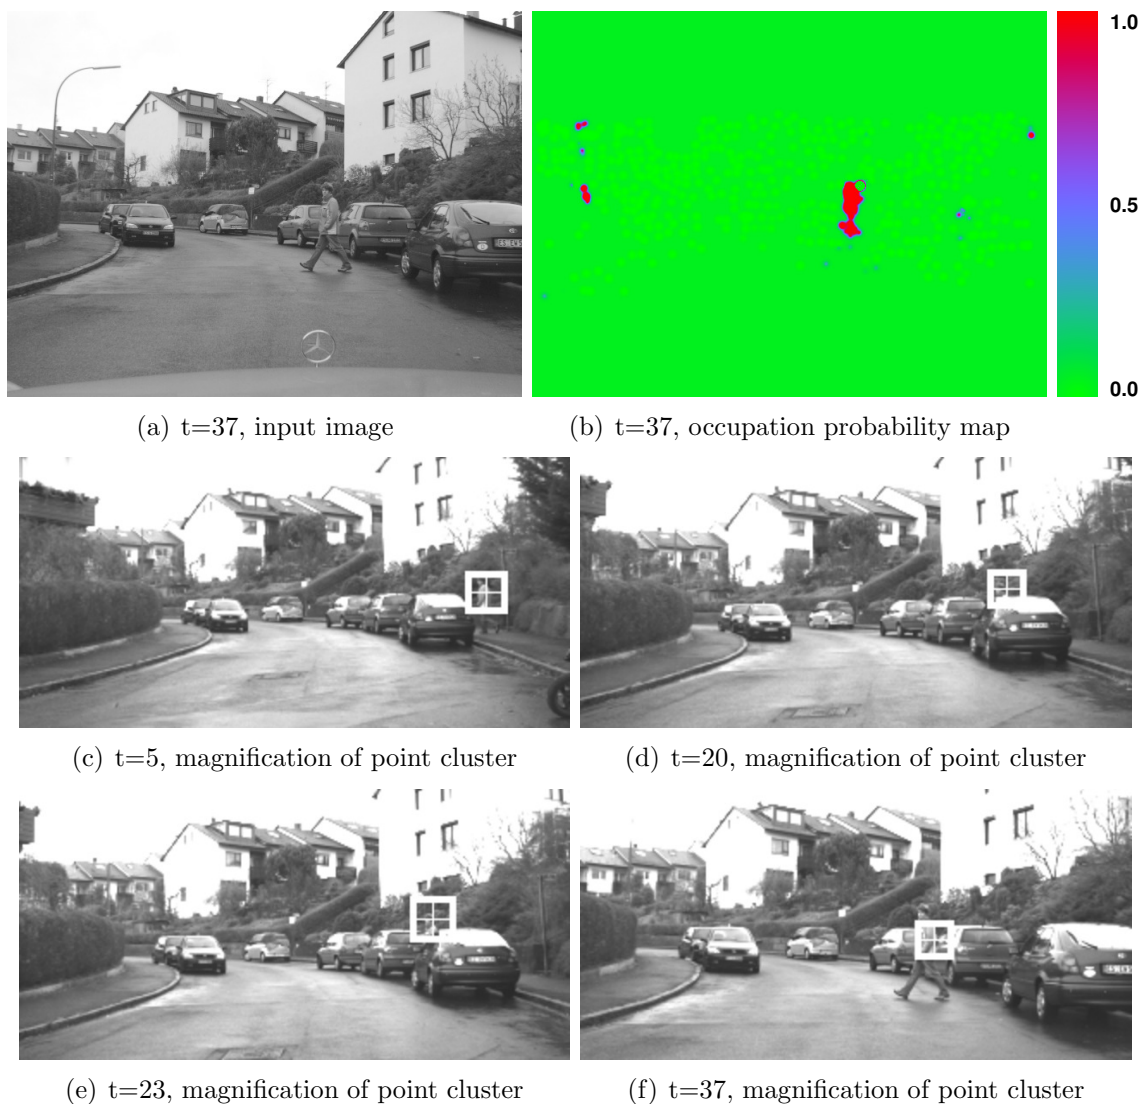 1.0
0.5
0.0
(a) t=37, input image
(b) t=37, occupation probability map
(c) t=5, magnification of point cluster
(d) t=20, magnification of point cluster
(e) t=23, magnification of point cluster
(f) t=37, magnification of point cluster